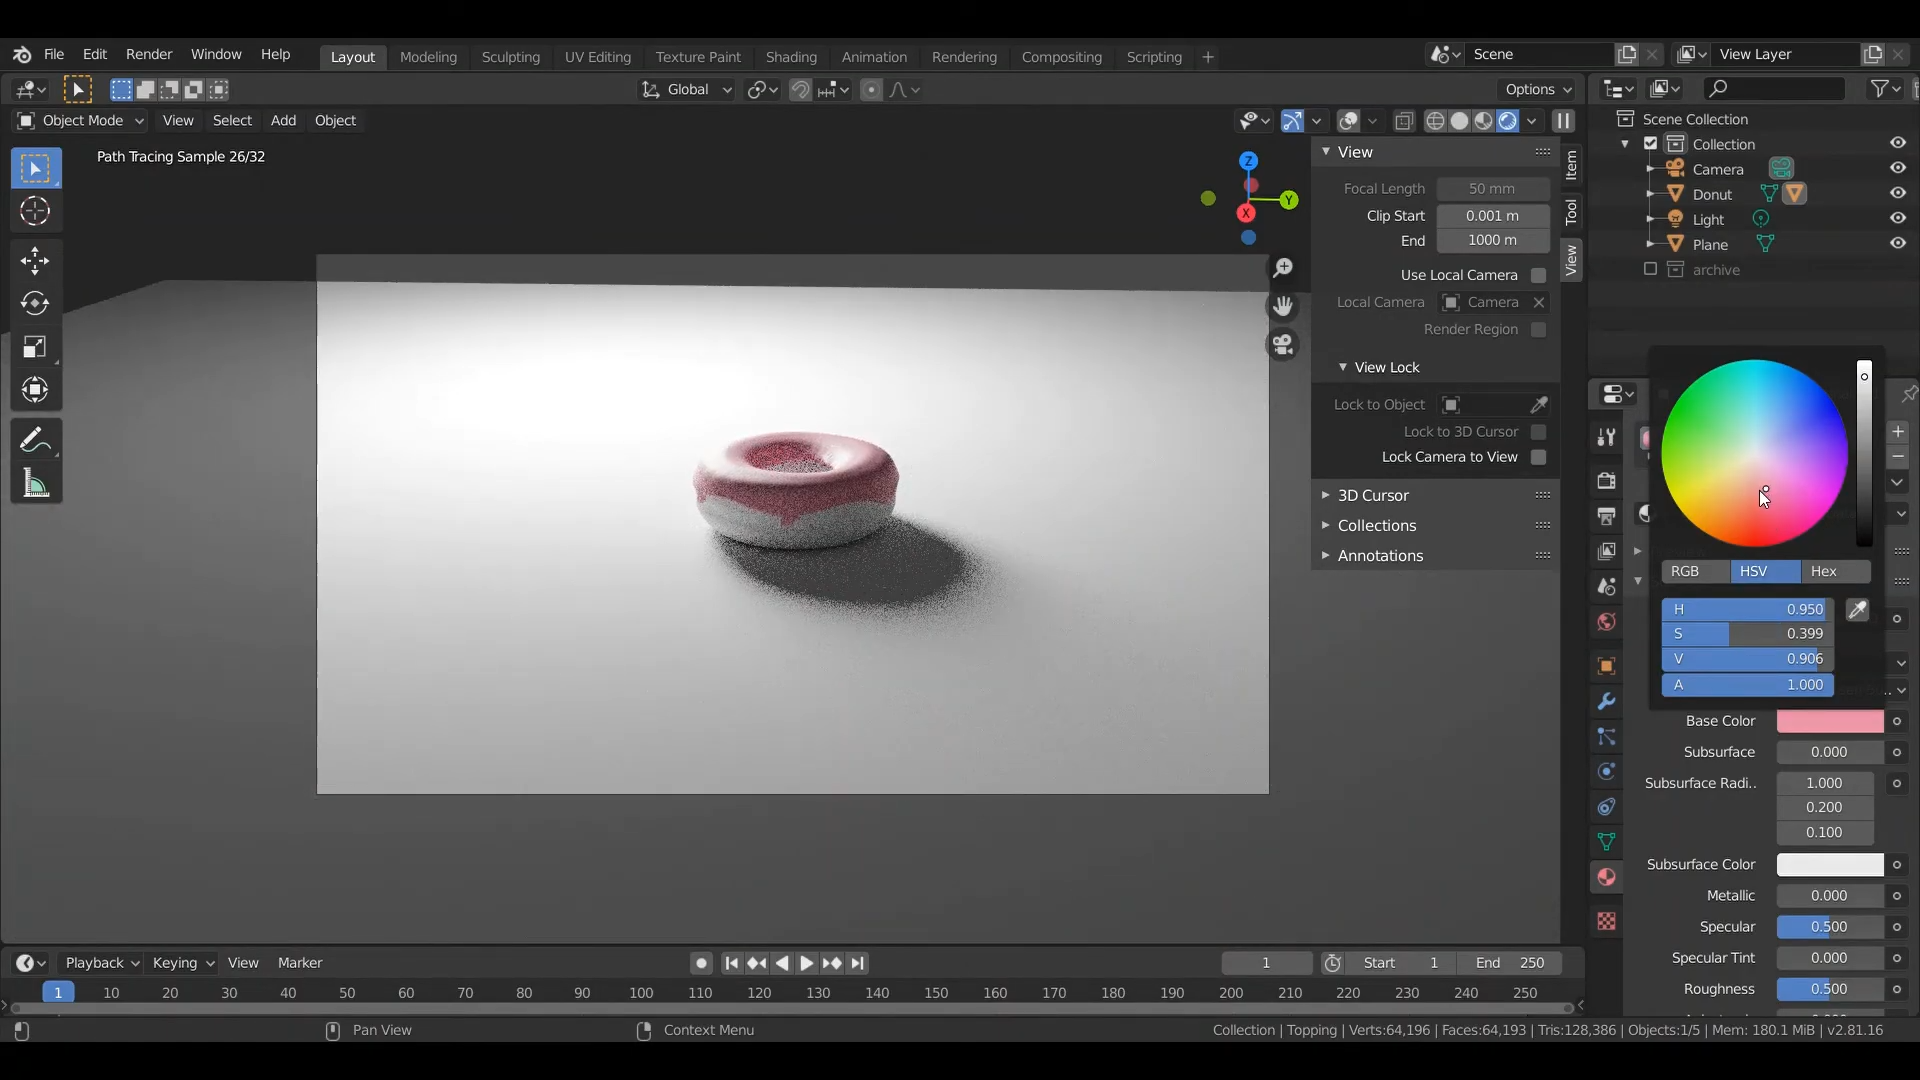 File Edit Render Window Help Layout Modeling Sculpting UV Editing Texture Paint Shading Animation Rendering Compositing Scripting + Scene View Layer
Global Options
Object Mode View Select Add Object
Path Tracing Sample 26/32
Z
Y
X
View
Focal Length 50 mm
Clip Start 0.001 m
End 1000 m
Use Local Camera
Local Camera Camera
Render Region
View Lock
Lock to Object
Lock to 3D Cursor
Lock Camera to View
3D Cursor
Collections
Annotations
Item
Tool
View
Scene Collection
Collection
Camera
Donut
Light
Plane
archive
RGB HSV Hex
H 0.950
S 0.399
V 0.906
A 1.000
Base Color
Subsurface 0.000
Subsurface Radi.. 1.000
0.200
0.100
Subsurface Color
Metallic 0.000
Specular 0.500
Specular Tint 0.000
Roughness 0.500
Playback Keying View Marker 1 Start 1 End 250
1 10 20 30 40 50 60 70 80 90 100 110 120 130 140 150 160 170 180 190 200 210 220 230 240 250
Pan View Context Menu Collection | Topping | Verts:64,196 | Faces:64,193 | Tris:128,386 | Objects:1/5 | Mem: 180.1 MiB | v2.81.16